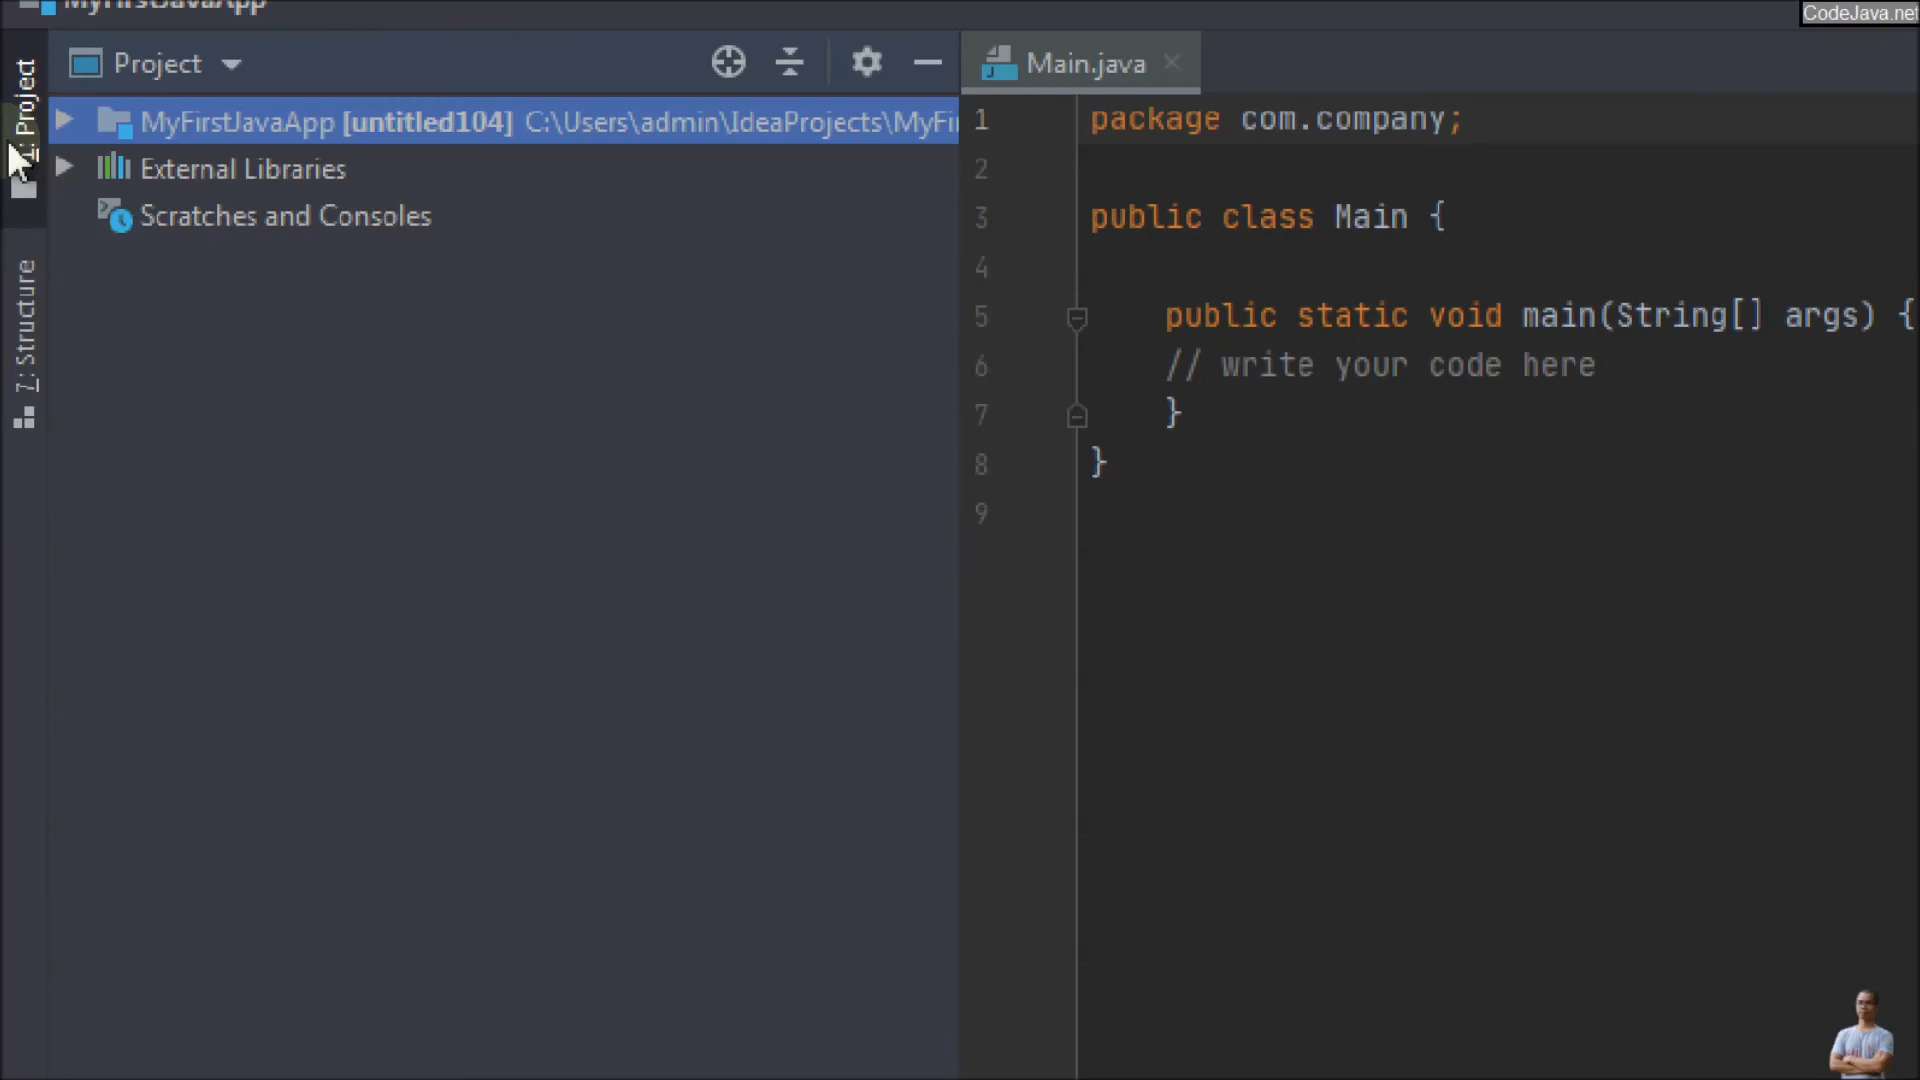 MyFirstJavaApp
CodeJava.net
1: Project
7: Structure
Project
MyFirstJavaApp [untitled104] C:\Users\admin\IdeaProjects\MyFi
External Libraries
Scratches and Consoles
Main.java
1 package com.company;
2
3 public class Main {
4
5 public static void main(String[] args) {
6 // write your code here
7 }
8 }
9